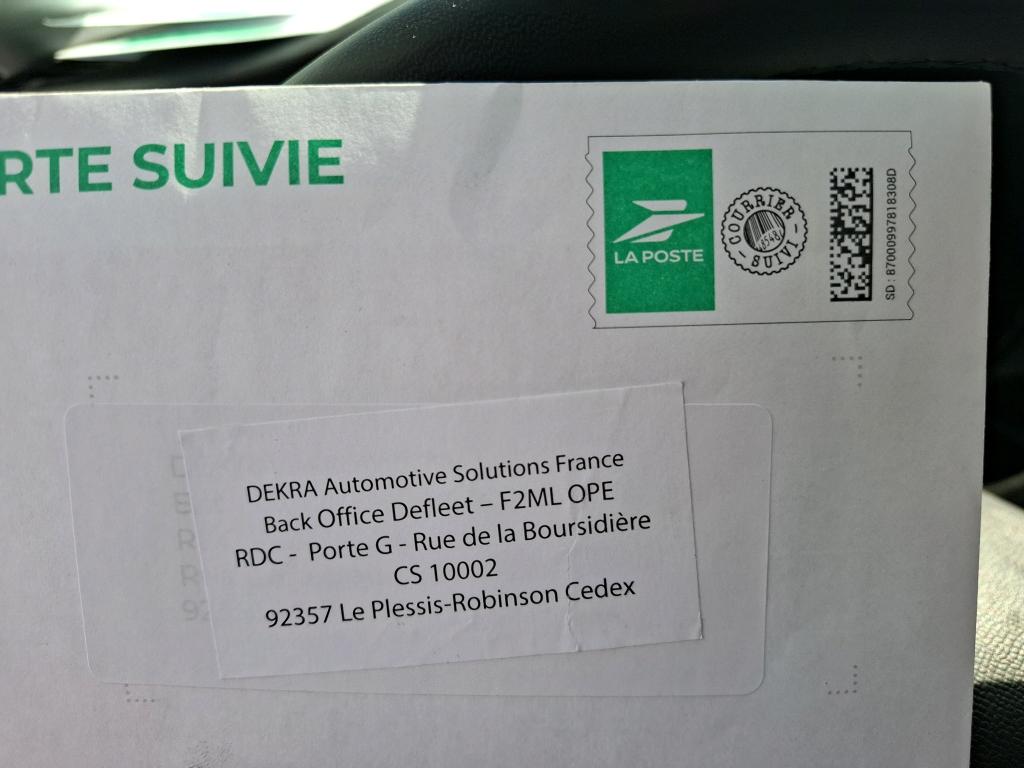 RTE SUIVIE
LA POSTE
COURRIER
SUIVI
SD : 87000997818308D
DEKRA Automotive Solutions France
Back Office Defleet – F2ML OPE
RDC - Porte G - Rue de la Boursidière
CS 10002
92357 Le Plessis-Robinson Cedex